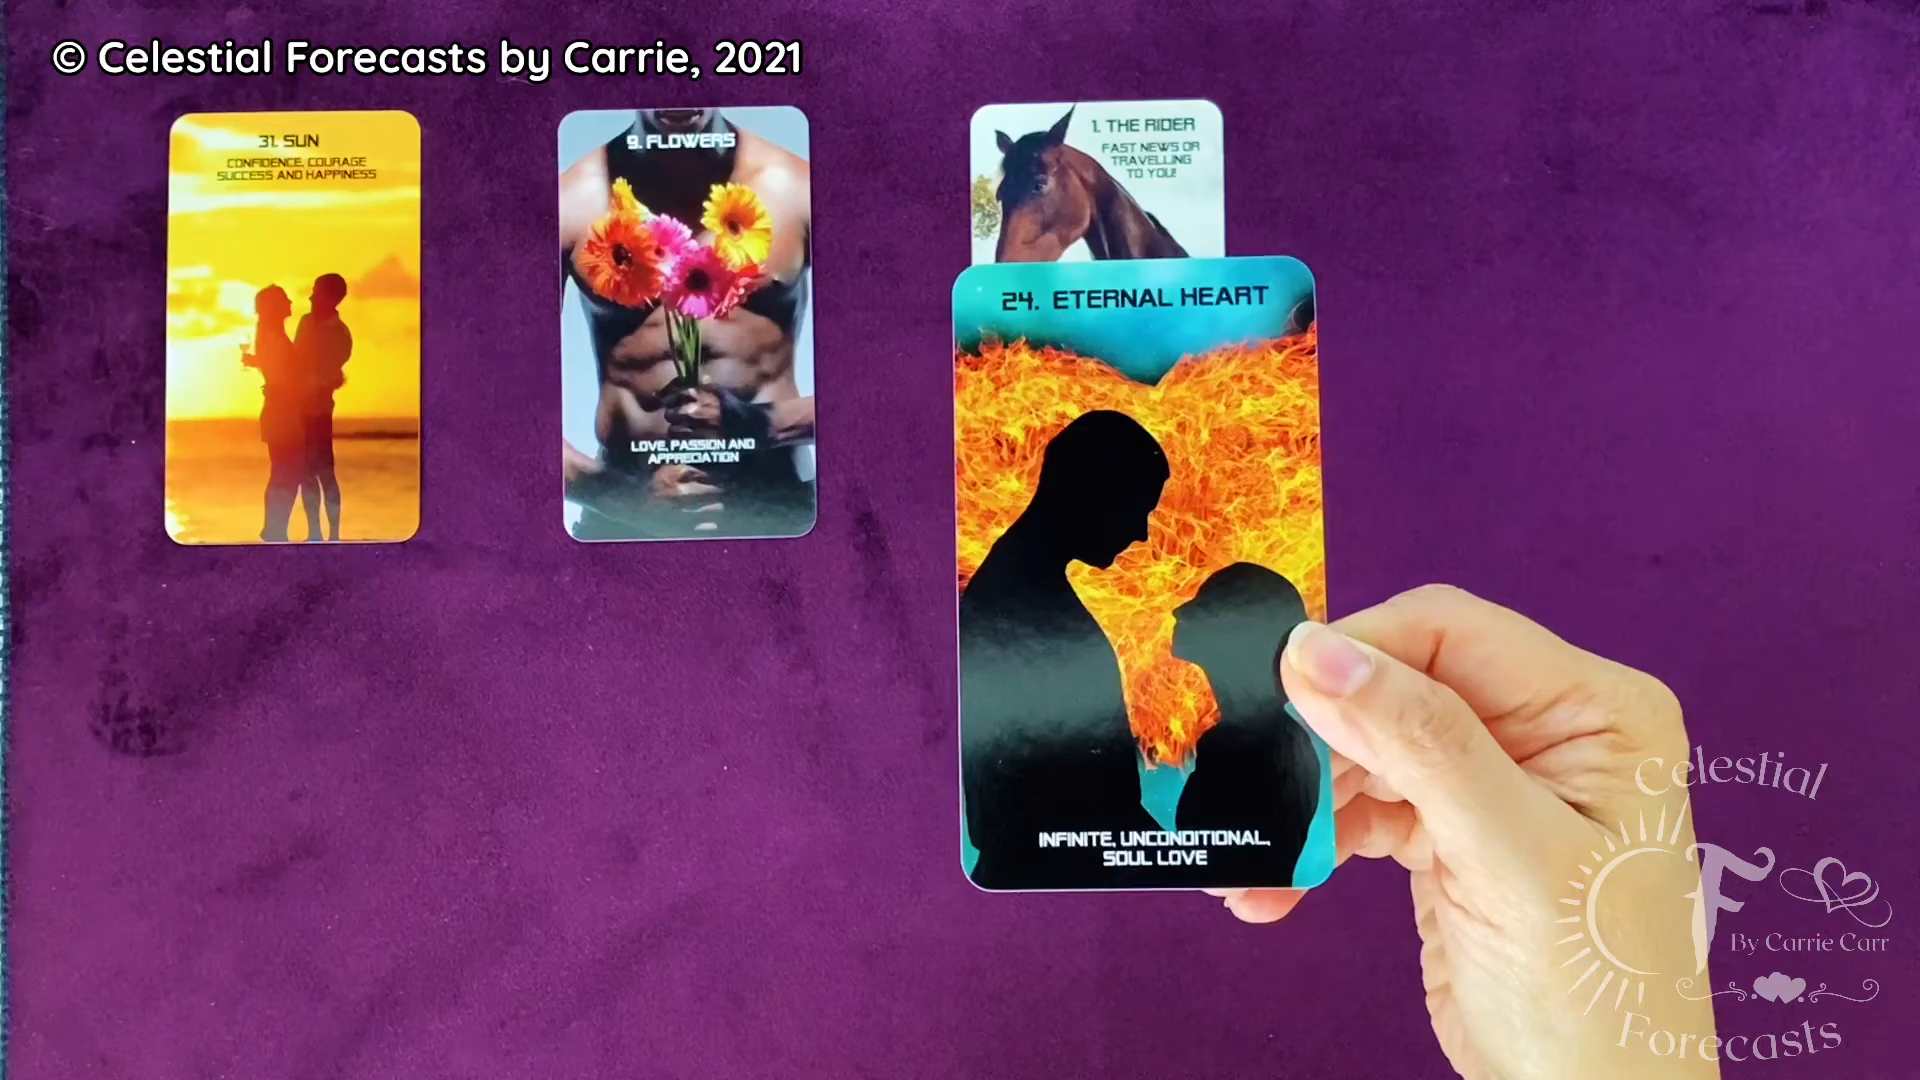 © Celestial Forecasts by Carrie, 2021
31. SUN
CONFIDENCE, COURAGE
SUCCESS AND HAPPINESS
9. FLOWERS
LOVE, PASSION AND
APPRECIATION
1. THE RIDER
FAST NEWS OR
TRAVELLING
TO YOU!
24. ETERNAL HEART
INFINITE, UNCONDITIONAL,
SOUL LOVE
Celestial
F
By Carrie Carr
Forecasts